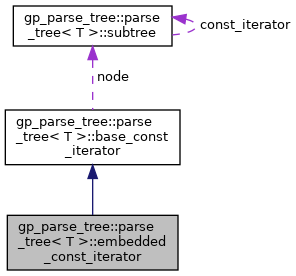 gp_parse_tree::parse
_tree< T >::subtree
const_iterator
node
gp_parse_tree::parse
_tree< T >::base_const
_iterator
gp_parse_tree::parse
_tree< T >::embedded
_const_iterator